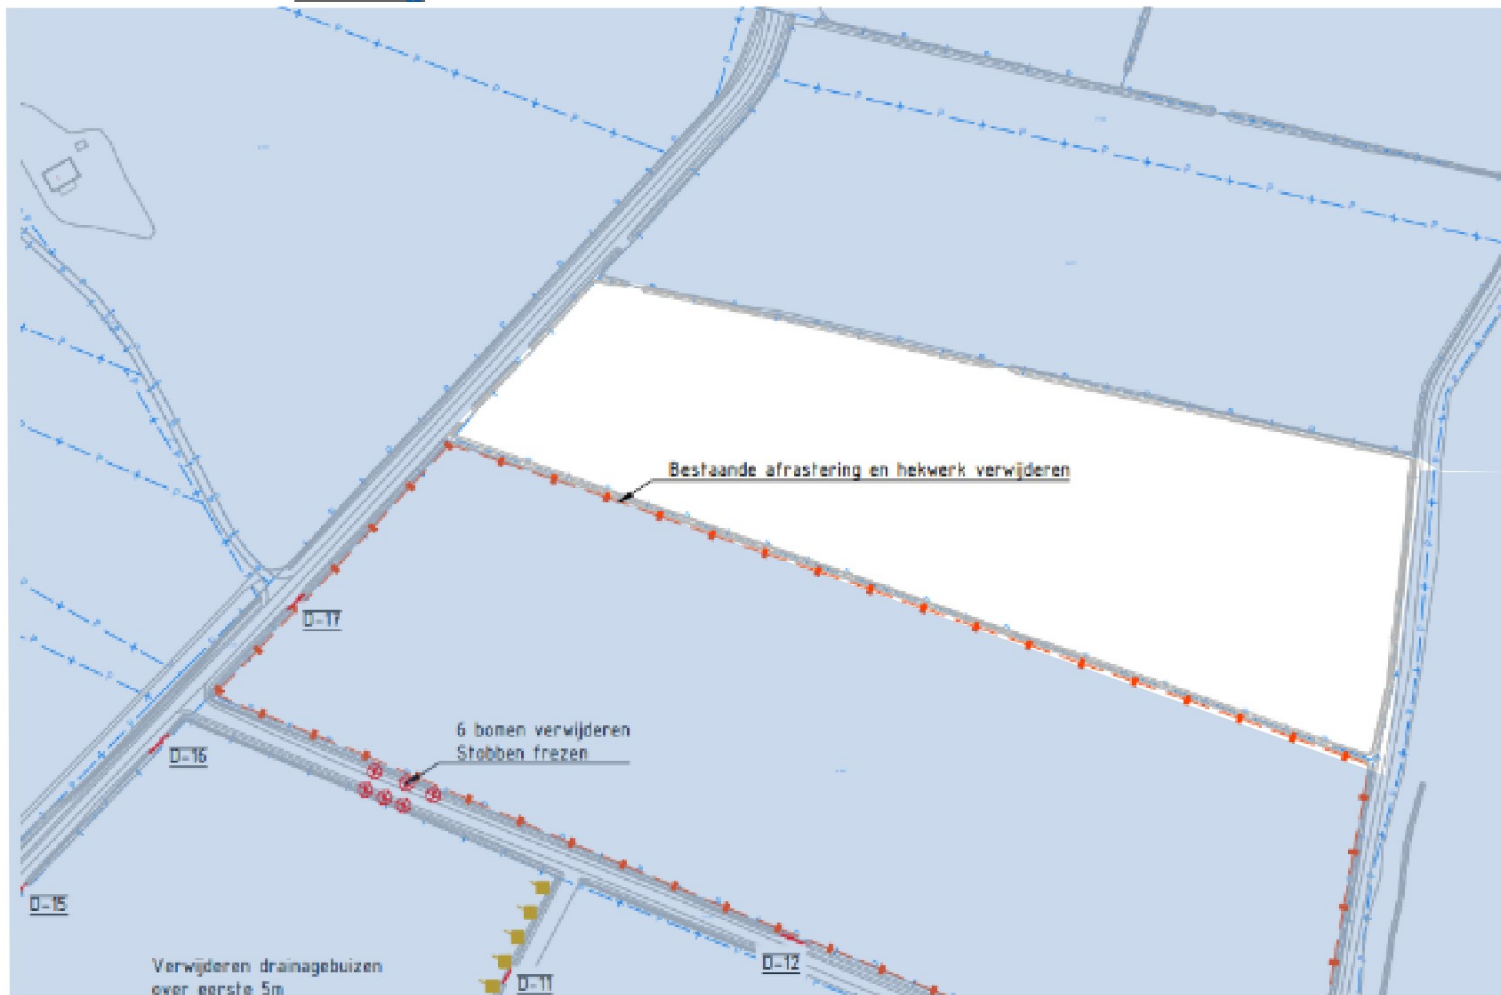 Bestaande afrastering en hekwerk verwijderen
D-17
6 bomen verwijderen
Stobben frezen
D-16
D-15
D-12
Verwijderen drainagebuizen
over eerste 5m
D-11